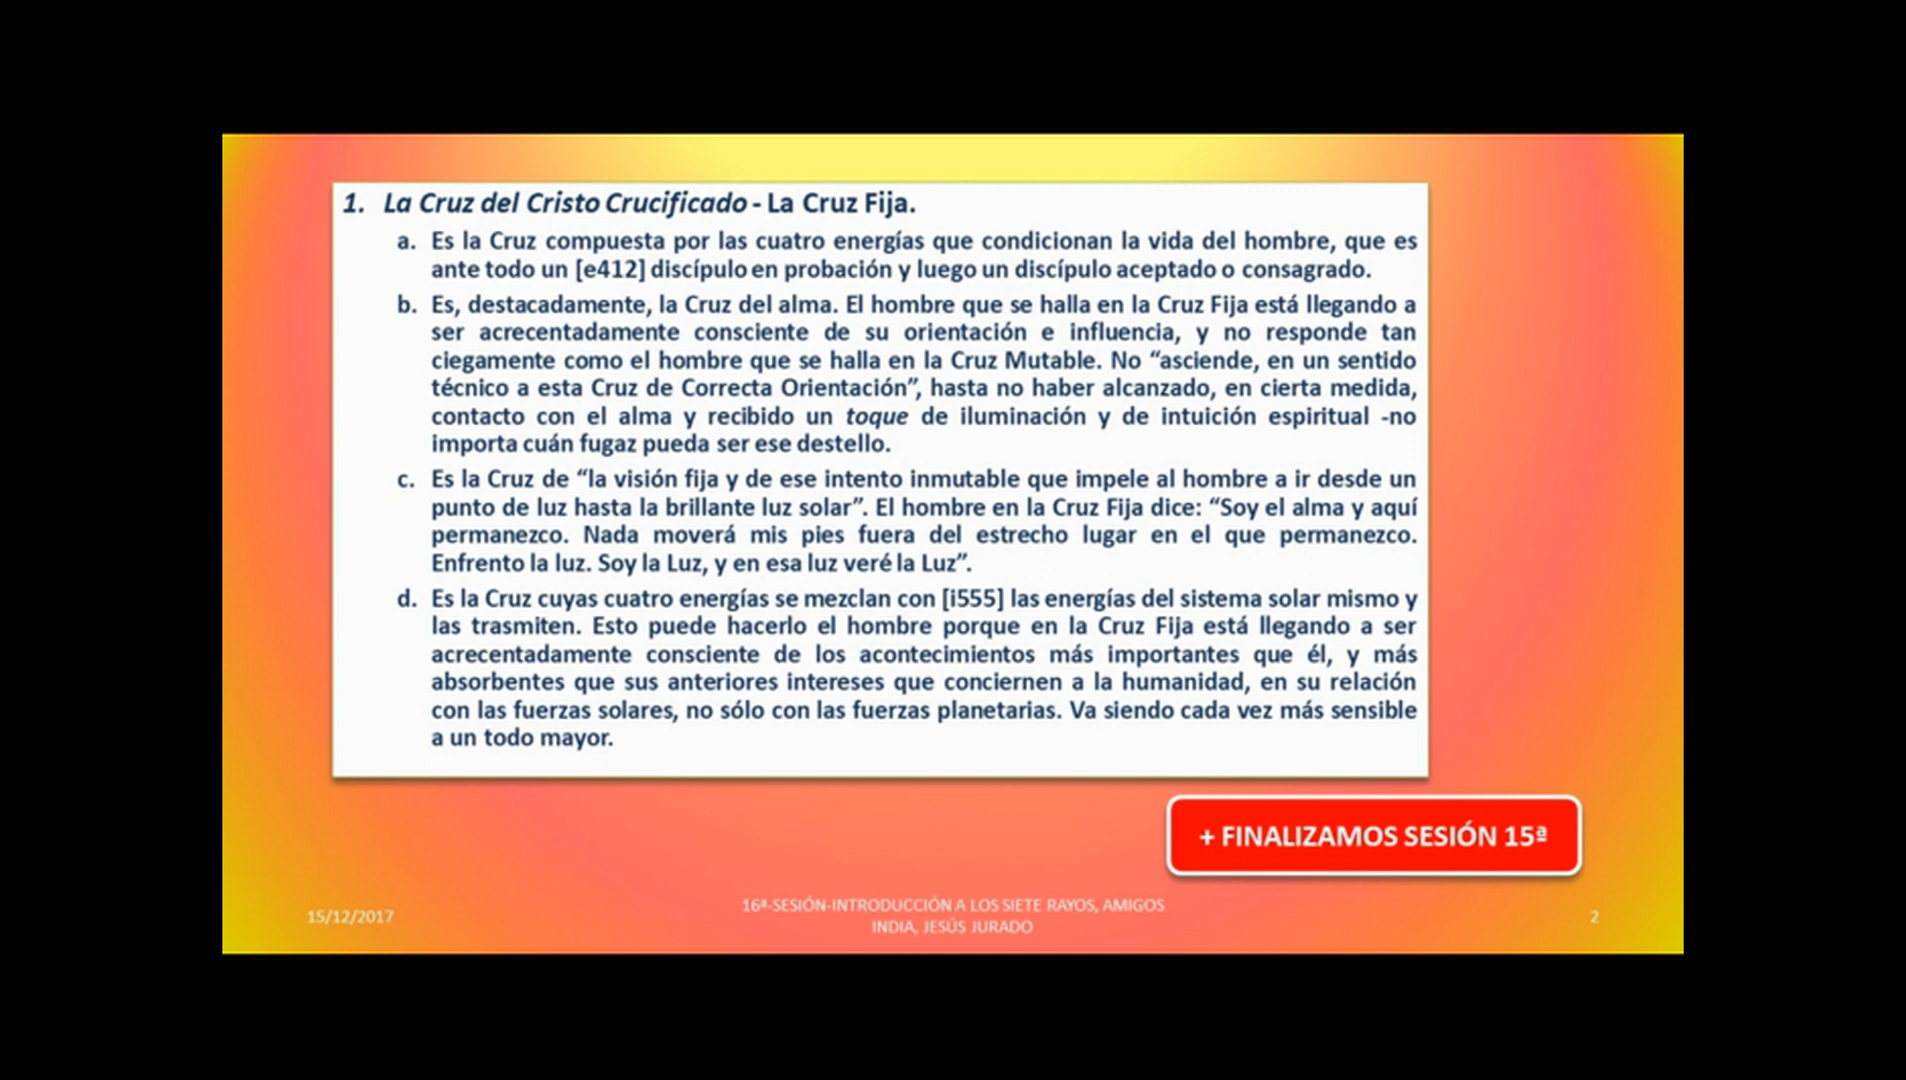 1. La Cruz del Cristo Crucificado - La Cruz Fija.
a. Es la Cruz compuesta por las cuatro energías que condicionan la vida del hombre, que es
ante todo un [e412] discípulo en probación y luego un discípulo aceptado o consagrado.
b. Es, destacadamente, la Cruz del alma. El hombre que se halla en la Cruz Fija está llegando a
ser acrecentadamente consciente de su orientación e influencia, y no responde tan
ciegamente como el hombre que se halla en la Cruz Mutable. No “asciende, en un sentido
técnico a esta Cruz de Correcta Orientación”, hasta no haber alcanzado, en cierta medida,
contacto con el alma y recibido un toque de iluminación y de intuición espiritual -no
importa cuán fugaz pueda ser ese destello.
c. Es la Cruz de “la visión fija y de ese intento inmutable que impele al hombre a ir desde un
punto de luz hasta la brillante luz solar”. El hombre en la Cruz Fija dice: “Soy el alma y aquí
permanezco. Nada moverá mis pies fuera del estrecho lugar en el que permanezco.
Enfrento la luz. Soy la Luz, y en esa luz veré la Luz”.
d. Es la Cruz cuyas cuatro energías se mezclan con [i555] las energías del sistema solar mismo y
las trasmiten. Esto puede hacerlo el hombre porque en la Cruz Fija está llegando a ser
acrecentadamente consciente de los acontecimientos más importantes que él, y más
absorbentes que sus anteriores intereses que conciernen a la humanidad, en su relación
con las fuerzas solares, no sólo con las fuerzas planetarias. Va siendo cada vez más sensible
a un todo mayor.
+ FINALIZAMOS SESIÓN 15ª
15/12/2017
16ª-SESIÓN-INTRODUCCIÓN A LOS SIETE RAYOS, AMIGOS
INDIA, JESÚS JURADO
2